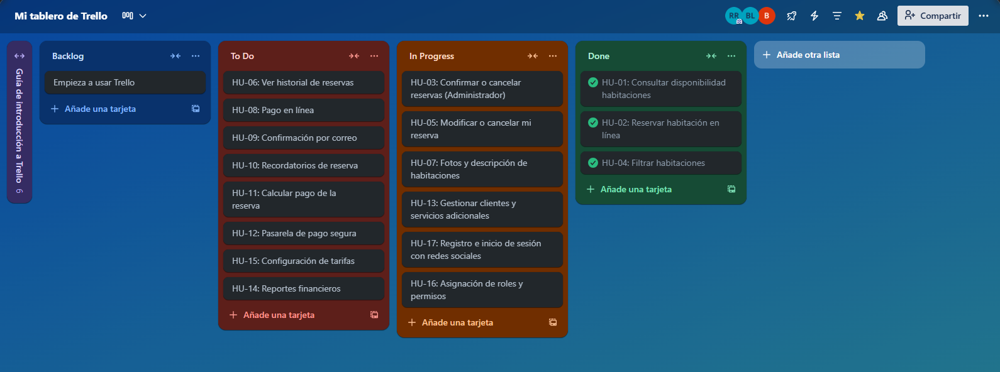 Mi tablero de Trello
RR
BL
B
Compartir
Guía de introducción a Trello 6
Backlog
Empieza a usar Trello
Añade una tarjeta
To Do
HU-06: Ver historial de reservas
HU-08: Pago en línea
HU-09: Confirmación por correo
HU-10: Recordatorios de reserva
HU-11: Calcular pago de la
reserva
HU-12: Pasarela de pago segura
HU-15: Configuración de tarifas
HU-14: Reportes financieros
Añade una tarjeta
In Progress
HU-03: Confirmar o cancelar
reservas (Administrador)
HU-05: Modificar o cancelar mi
reserva
HU-07: Fotos y descripción de
habitaciones
HU-13: Gestionar clientes y
servicios adicionales
HU-17: Registro e inicio de sesión
con redes sociales
HU-16: Asignación de roles y
permisos
Añade una tarjeta
Done
HU-01: Consultar disponibilidad
habitaciones
HU-02: Reservar habitación en
línea
HU-04: Filtrar habitaciones
Añade una tarjeta
Añade otra lista